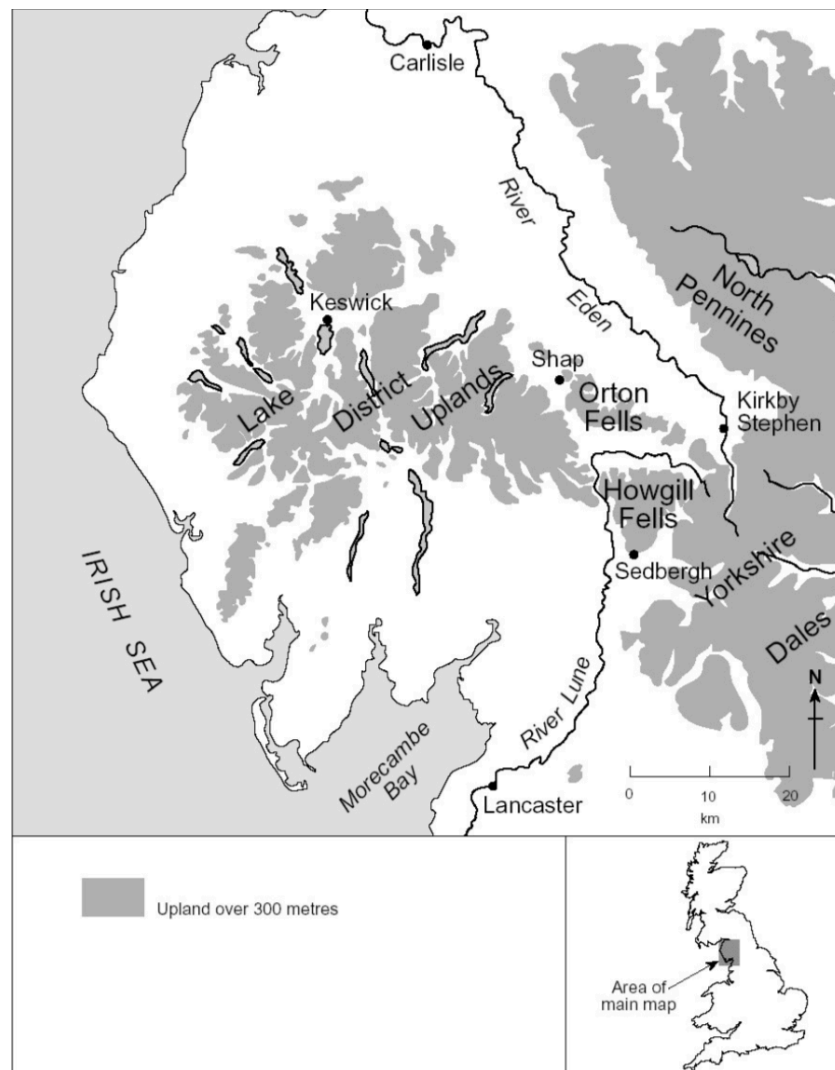 Carlisle
River
Eden
North
Pennines
Keswick
Shap
Orton
Fells
Kirkby
Stephen
Lake
District
Uplands
Howgill
Fells
Sedbergh
Yorkshire
Dales
IRISH SEA
River Lune
N
Morecambe
Bay
Lancaster
0
10
20
km
Upland over 300 metres
Area of
main map